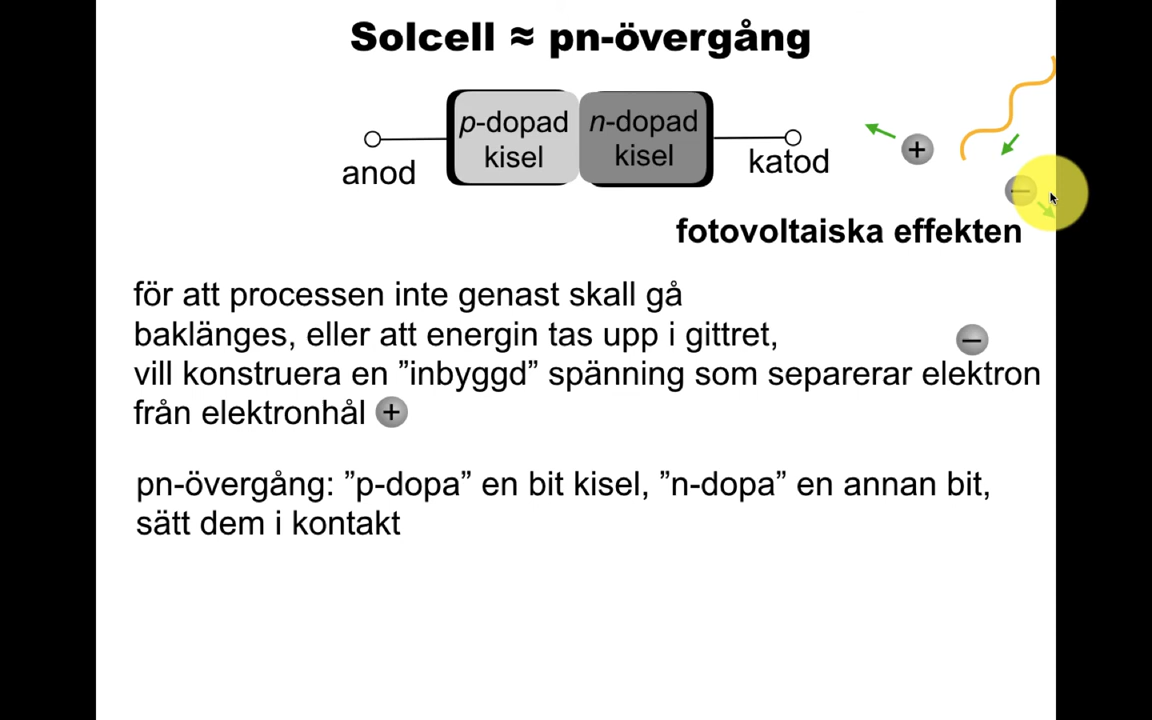 Solcell ≈ pn-övergång
p-dopad
kisel
n-dopad
kisel
anod
katod
+
−
fotovoltaiska effekten
för att processen inte genast skall gå
baklänges, eller att energin tas upp i gittret,
−
vill konstruera en ”inbyggd” spänning som separerar elektron
från elektronhål +
pn-övergång: ”p-dopa” en bit kisel, ”n-dopa” en annan bit,
sätt dem i kontakt